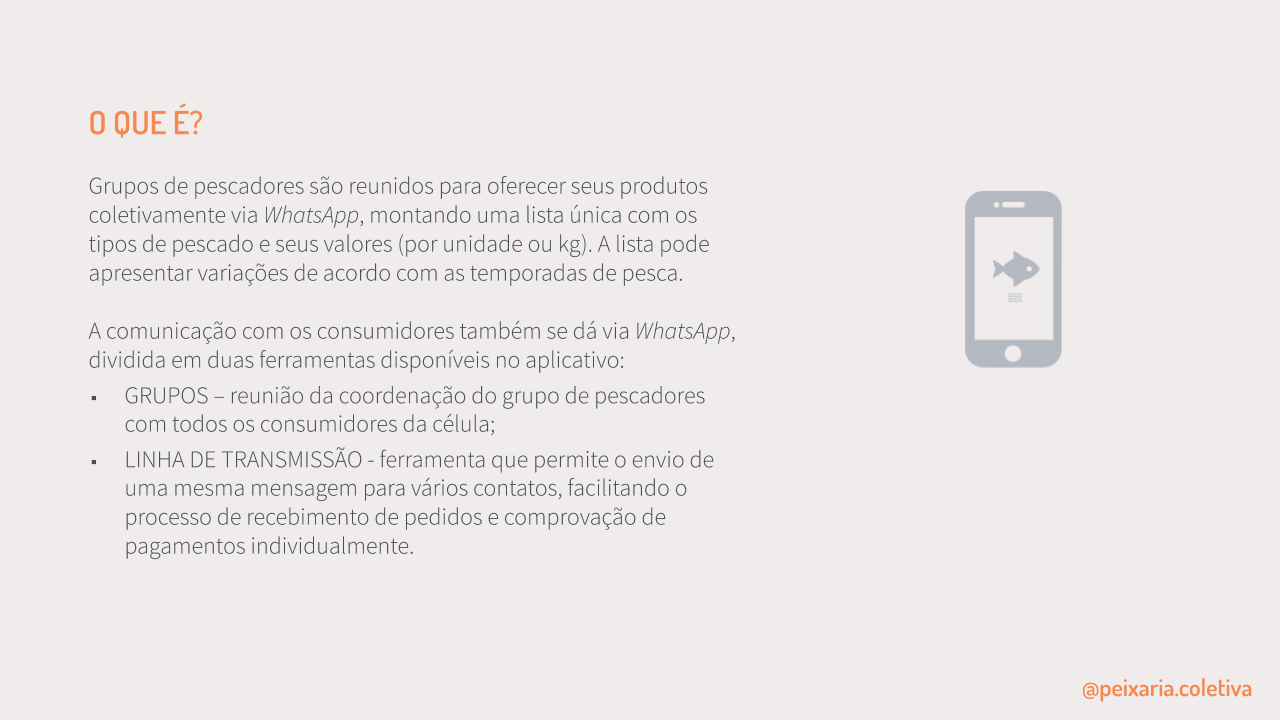 O QUE É?
Grupos de pescadores são reunidos para oferecer seus produtos
coletivamente via WhatsApp, montando uma lista única com os
tipos de pescado e seus valores (por unidade ou kg). A lista pode
apresentar variações de acordo com as temporadas de pesca.
A comunicação com os consumidores também se dá via WhatsApp,
dividida em duas ferramentas disponíveis no aplicativo:
▪ GRUPOS – reunião da coordenação do grupo de pescadores
com todos os consumidores da célula;
▪ LINHA DE TRANSMISSÃO - ferramenta que permite o envio de
uma mesma mensagem para vários contatos, facilitando o
processo de recebimento de pedidos e comprovação de
pagamentos individualmente.
@peixaria.coletiva